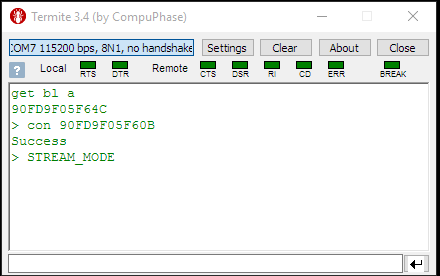 Termite 3.4 (by CompuPhase)
COM7 115200 bps, 8N1, no handshake
Settings
Clear
About
Close
Local
RTS
DTR
Remote
CTS
DSR
RI
CD
ERR
BREAK
get bl a
90FD9F05F64C
> con 90FD9F05F60B
Success
> STREAM_MODE